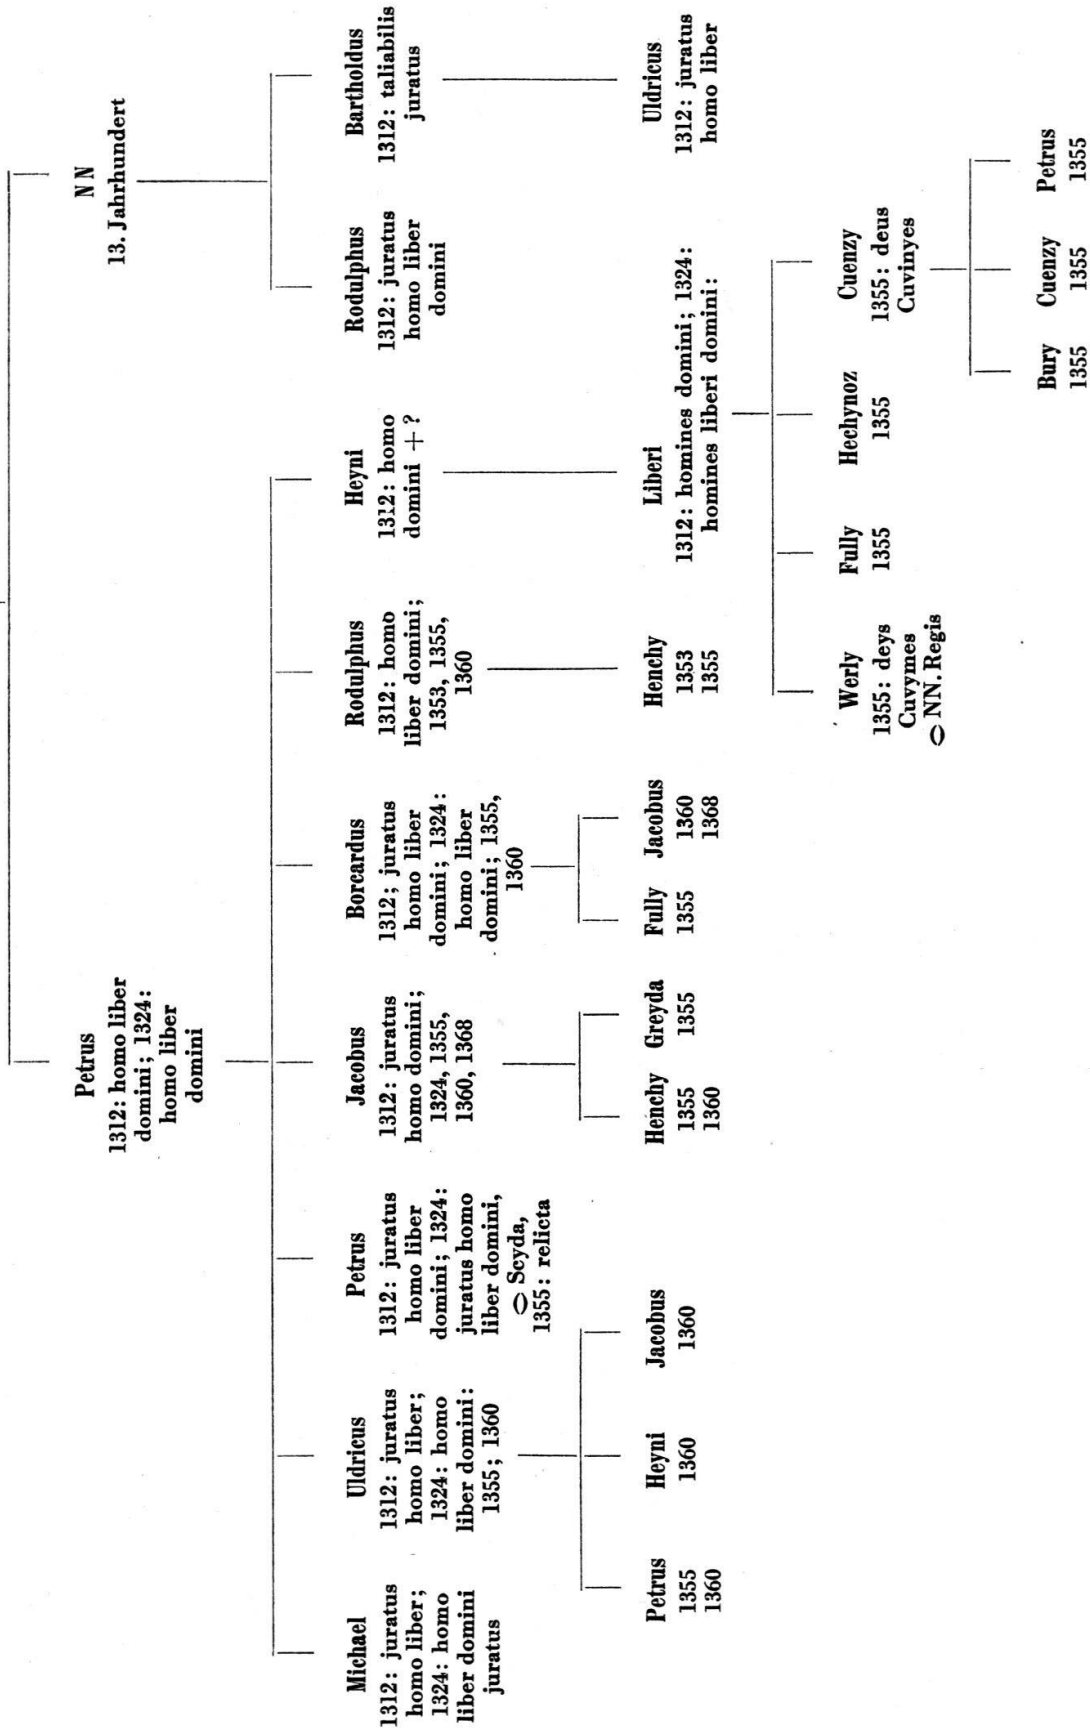 Petrus
1312: homo liber
domini; 1324:
homo liber
domini
NN
13. Jahrhundert
Michael
1312: juratus
homo liber;
1324: homo
liber domini
juratus
Uldricus
1312: juratus
homo liber;
1324: homo
liber domini:
1355; 1360
Petrus
1312: juratus
homo liber
domini; 1324:
juratus homo
liber domini,
⚭ Seyda,
1355: relicta
Jacobus
1312: juratus
homo domini;
1324, 1355,
1360, 1368
Borcardus
1312; juratus
homo liber
domini; 1324:
homo liber
domini; 1355,
1360
Rodulphus
1312: homo
liber domini;
1353, 1355,
1360
Heyni
1312: homo
domini +?
Rodulphus
1312: juratus
homo liber
domini
Bartholdus
1312: taliabilis
juratus
Petrus
1355
1360
Heyni
1360
Jacobus
1360
Henchy
1355
1360
Greyda
1355
Fully
1355
Jacobus
1360
1368
Henchy
1353
1355
Liberi
1312: homines domini; 1324:
homines liberi domini:
Uldricus
1312: juratus
homo liber
Werly
1355: deys
Cuvymes
⚭ NN. Regis
Fully
1355
Hechynoz
1355
Cuenzy
1355: deus
Cuvinyes
Bury
1355
Cuenzy
1355
Petrus
1355